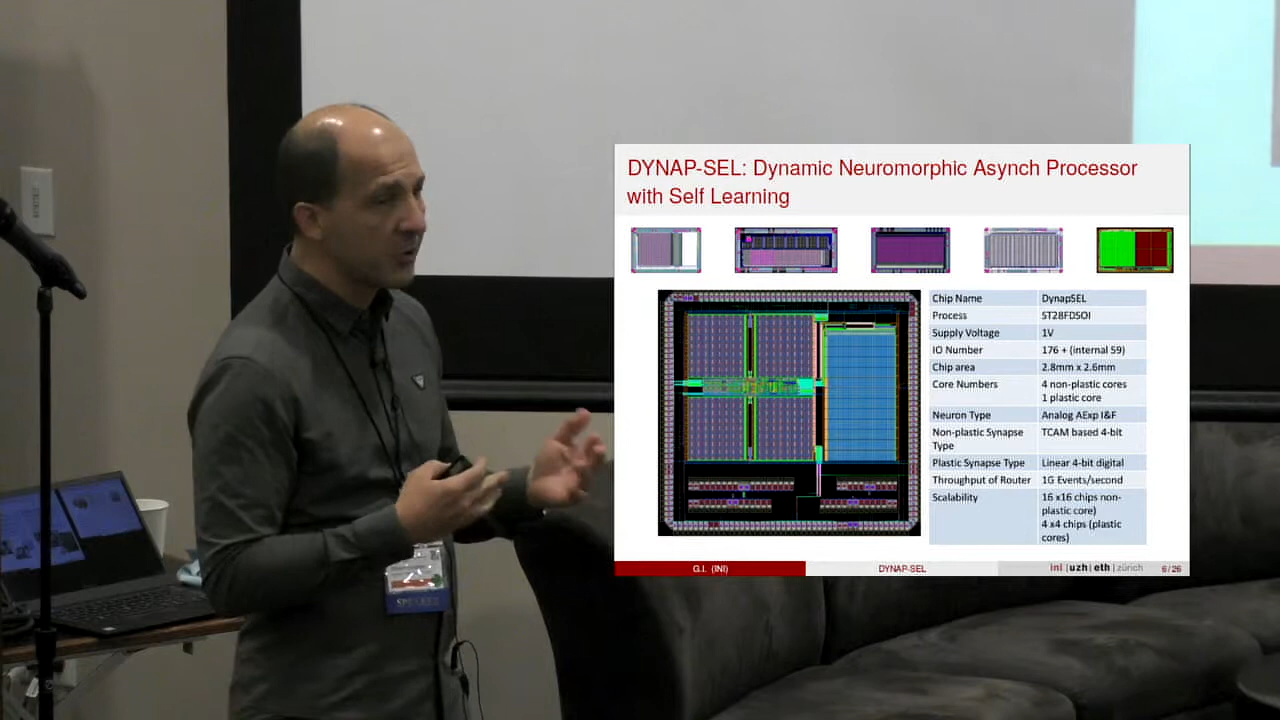 DYNAP-SEL: Dynamic Neuromorphic Asynch Processor
with Self Learning
Chip Name DynapSEL
Process ST28FDSOI
Supply Voltage 1V
IO Number 176 + (internal 59)
Chip area 2.8mm x 2.6mm
Core Numbers 4 non-plastic cores
1 plastic core
Neuron Type Analog AExp I&F
Non-plastic Synapse TCAM based 4-bit
Type
Plastic Synapse Type Linear 4-bit digital
Throughput of Router 1G Events/second
Scalability 16 x16 chips non-
plastic core)
4 x4 chips (plastic
cores)
G.I. (INI) DYNAP-SEL ini | uzh | eth | zürich 6/26
SPEAKER